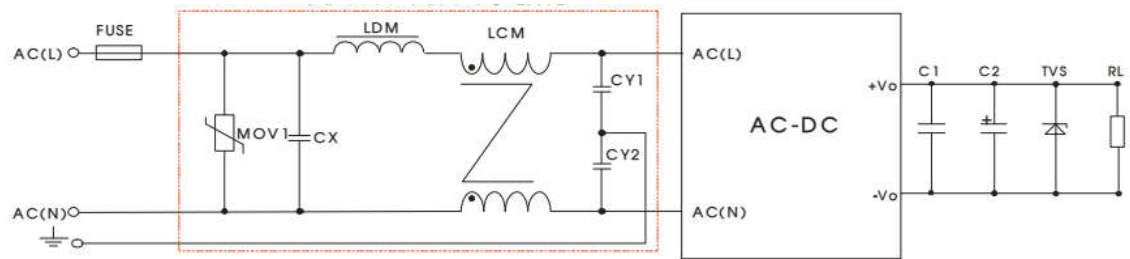 FUSE
LDM
LCM
AC(L)
AC(L)
C1
C2
TVS
RL
+Vo
CY1
MOV1
CX
AC-DC
+
CY2
-Vo
AC(N)
AC(N)